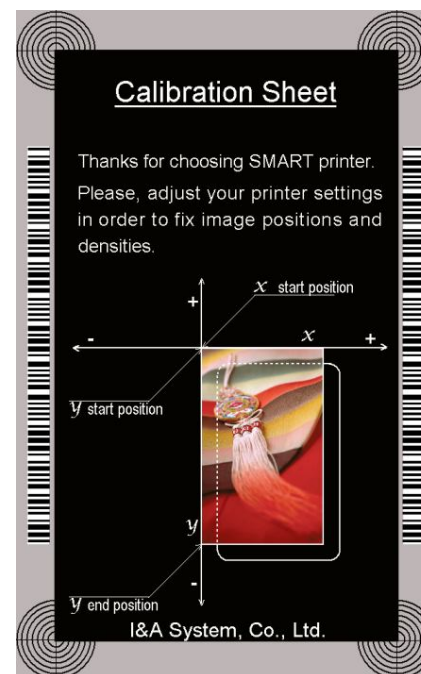 Calibration Sheet
Thanks for choosing SMART printer.
Please, adjust your printer settings
in order to fix image positions and
densities.
x start position
+
- x +
y start position
y
-
y end position
I&A System, Co., Ltd.